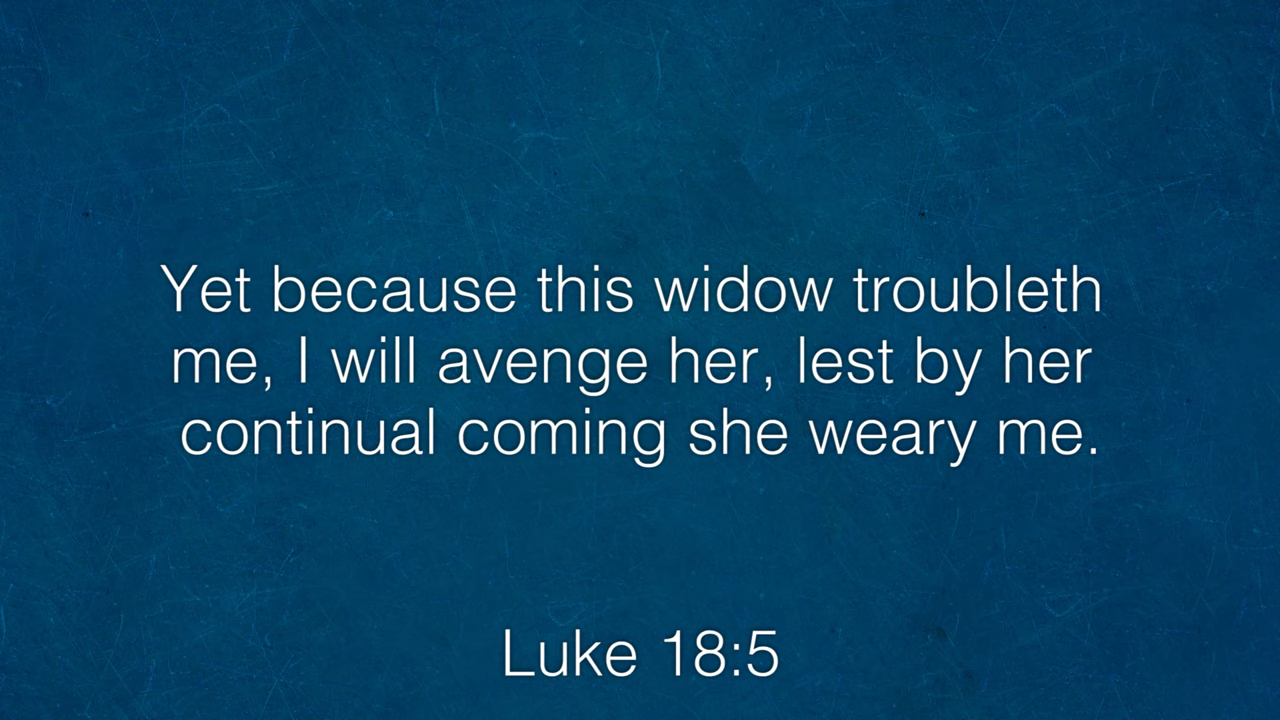 Yet because this widow troubleth
me, I will avenge her, lest by her
continual coming she weary me.
Luke 18:5